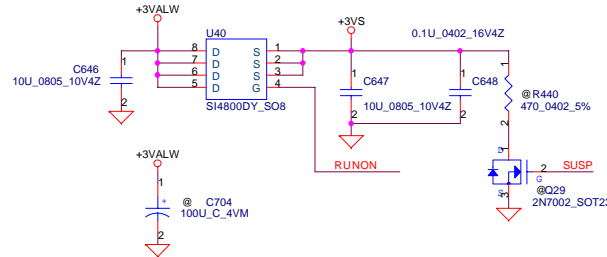 +3VALW
U40
+3VS
0.1U_0402_16V4Z
8 D S 1
7 D S 2
6 D S 3
5 D G 4
SI4800DY_SO8
1
C646
10U_0805_10V4Z
2
1
C647
10U_0805_10V4Z
2
1
C648
2
1
@R440
470_0402_5%
2
RUNON
+3VALW
1
@ C704
+
100U_C_4VM
2
1
D
2
SUSP
G
S
3
@Q29
2N7002_SOT23